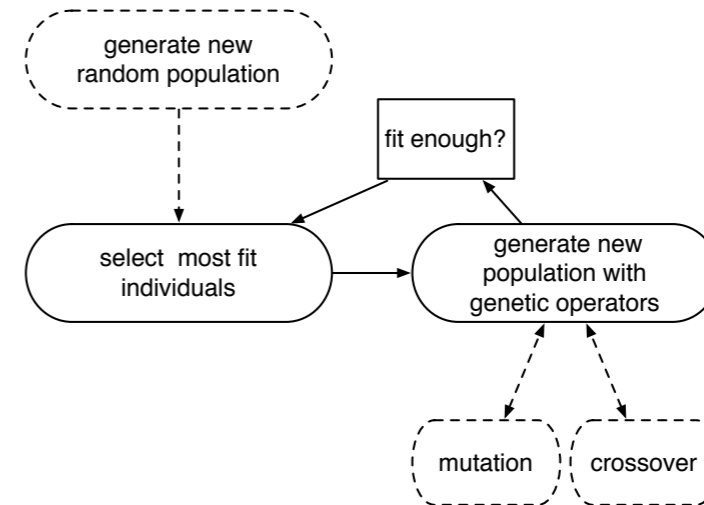 generate new
random population
fit enough?
select  most fit
individuals
generate new
population with
genetic operators
mutation
crossover